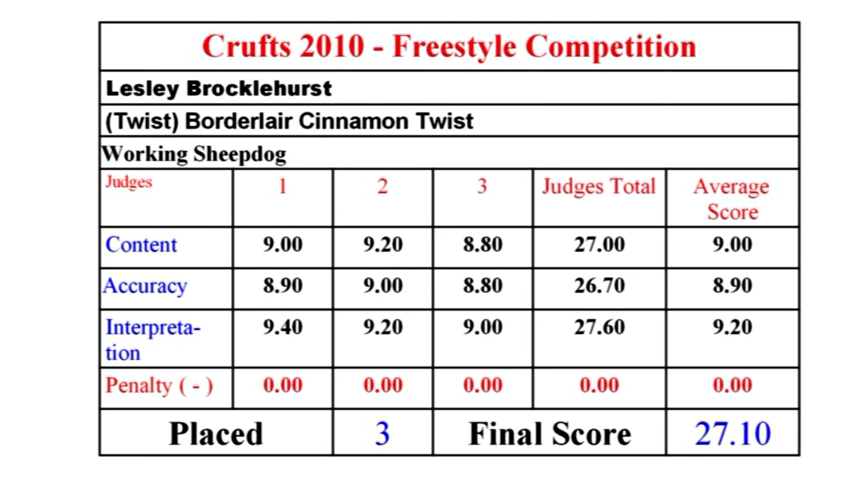 Crufts 2010 - Freestyle Competition
Lesley Brocklehurst
(Twist) Borderlair Cinnamon Twist
Working Sheepdog
Judges 1 2 3 Judges Total Average
Score
Content 9.00 9.20 8.80 27.00 9.00
Accuracy 8.90 9.00 8.80 26.70 8.90
Interpreta- 9.40 9.20 9.00 27.60 9.20
tion
Penalty ( - ) 0.00 0.00 0.00 0.00 0.00
Placed 3 Final Score 27.10